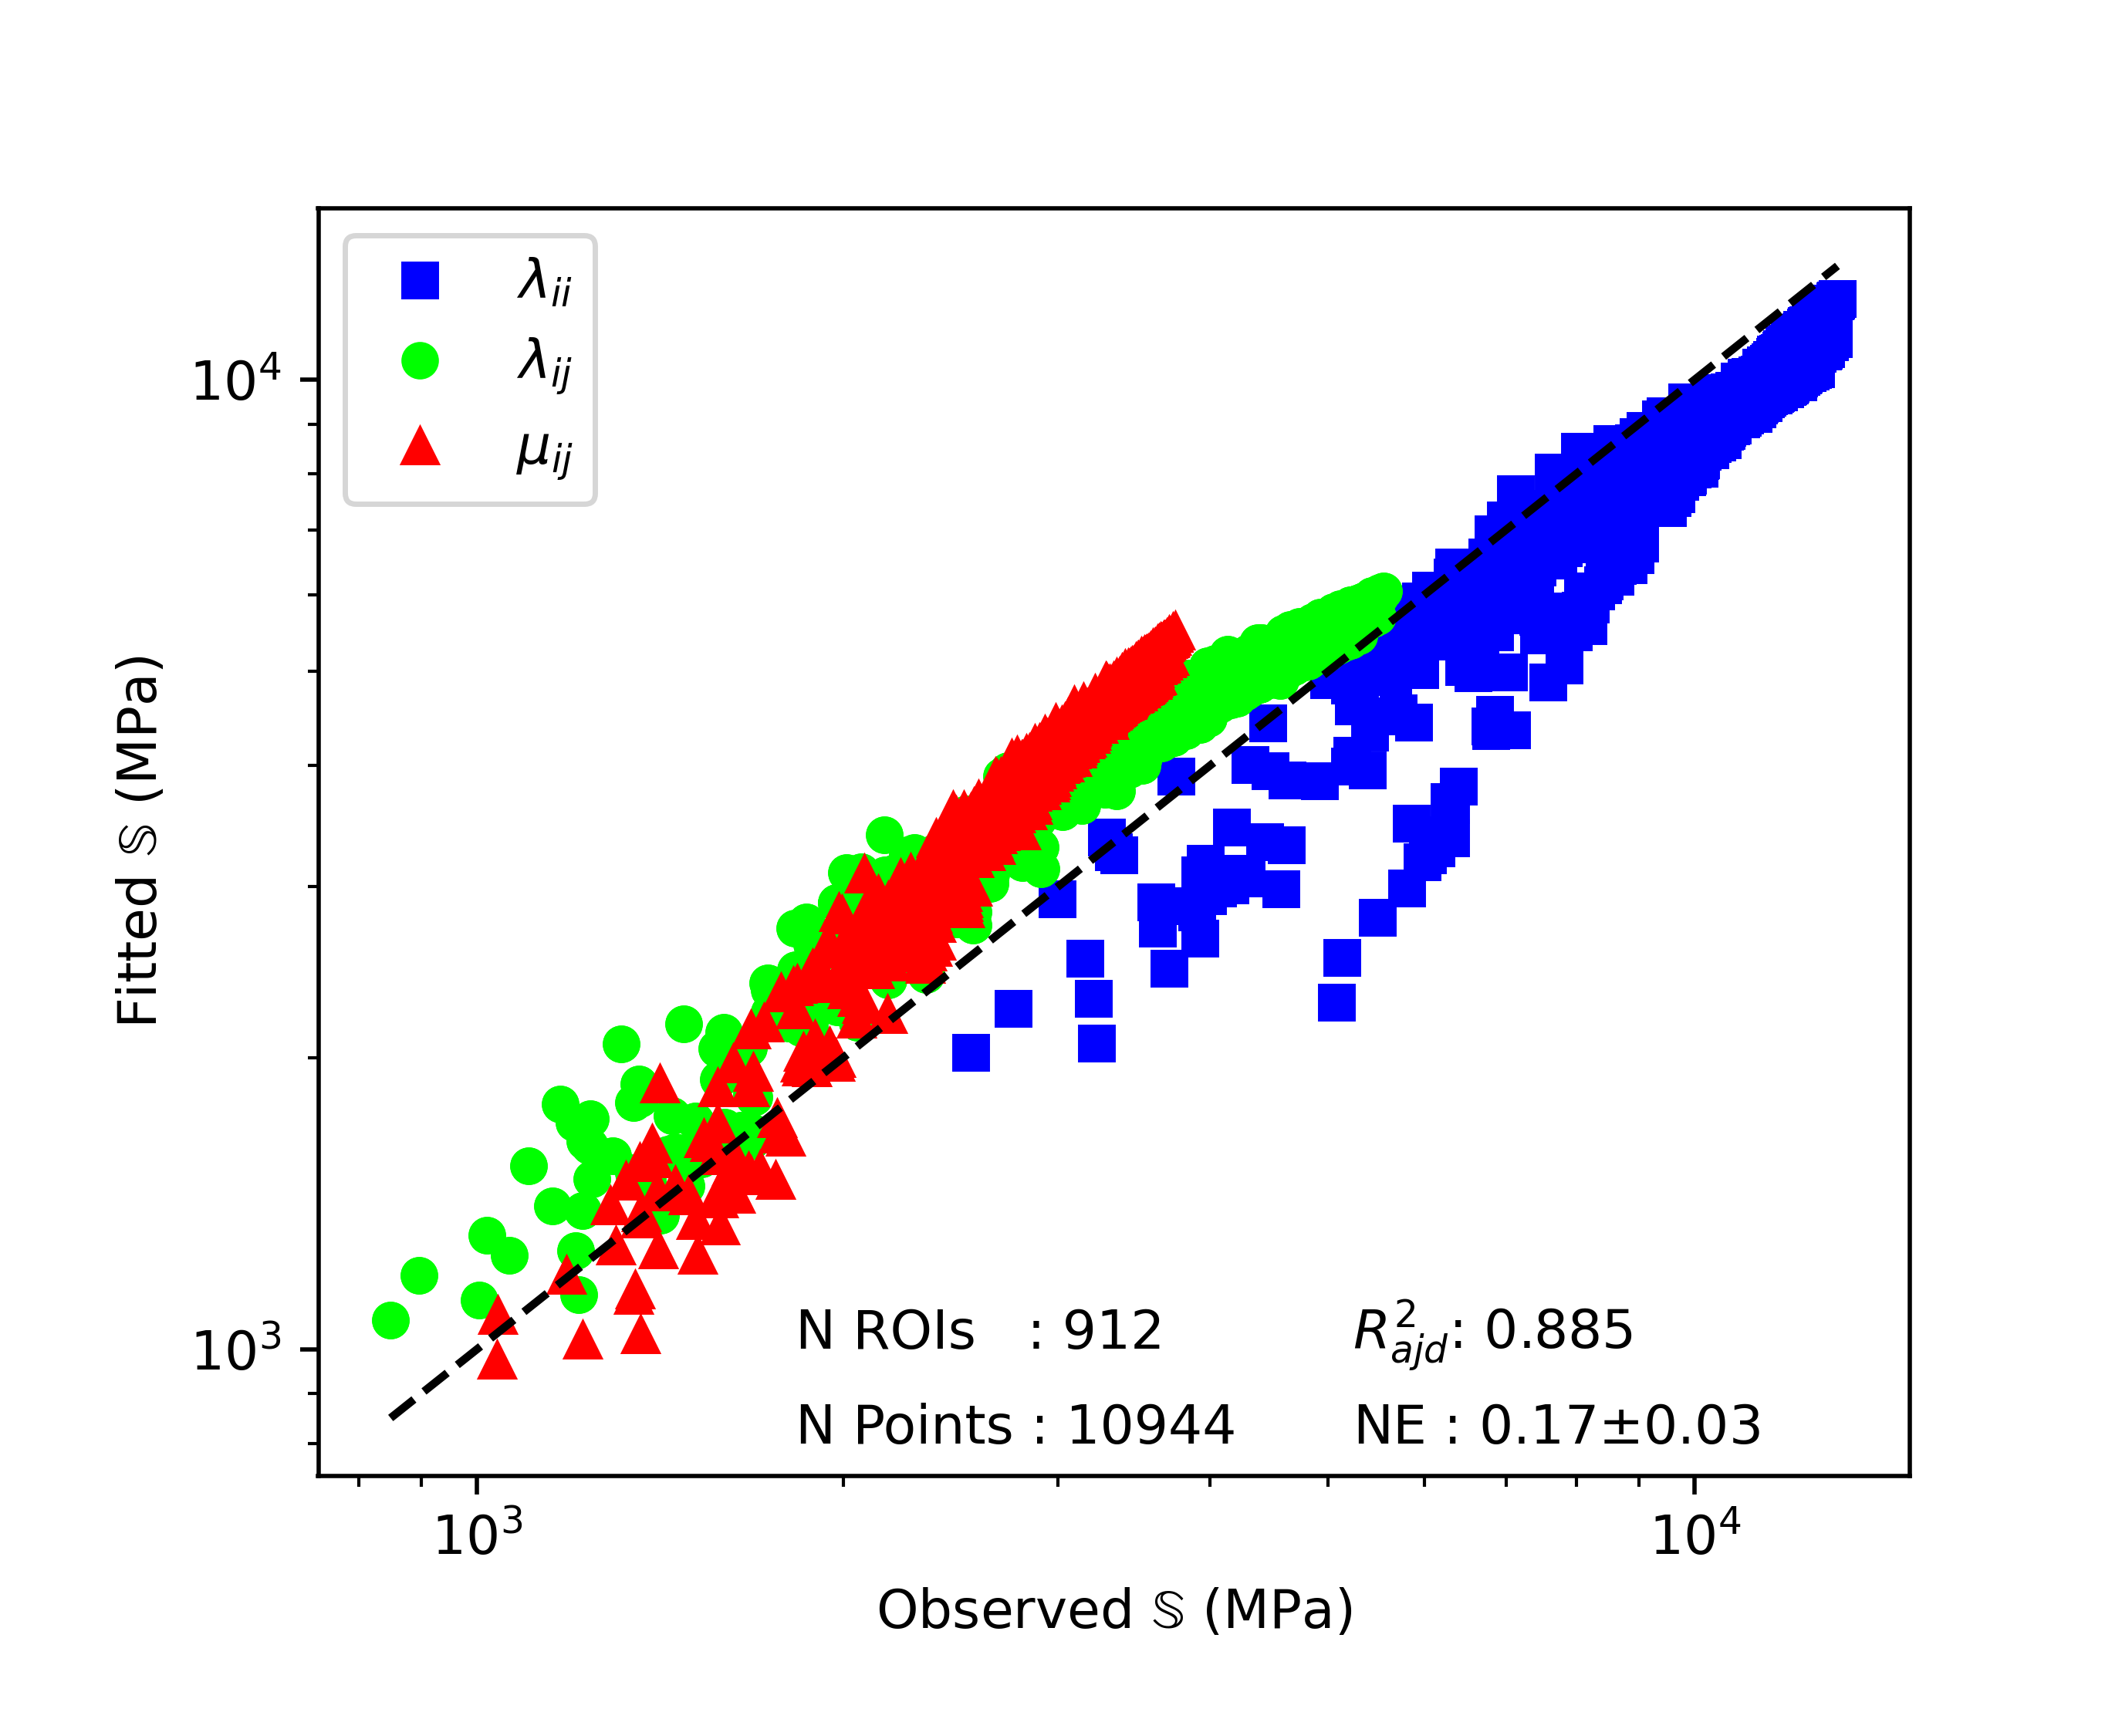 λᵢᵢ
λᵢⱼ
μᵢⱼ
10⁴
10³
Fitted 𝕊 (MPa)
N ROIs : 912
R²ₐⱼd: 0.885
N Points : 10944
NE : 0.17±0.03
10³
10⁴
Observed 𝕊 (MPa)